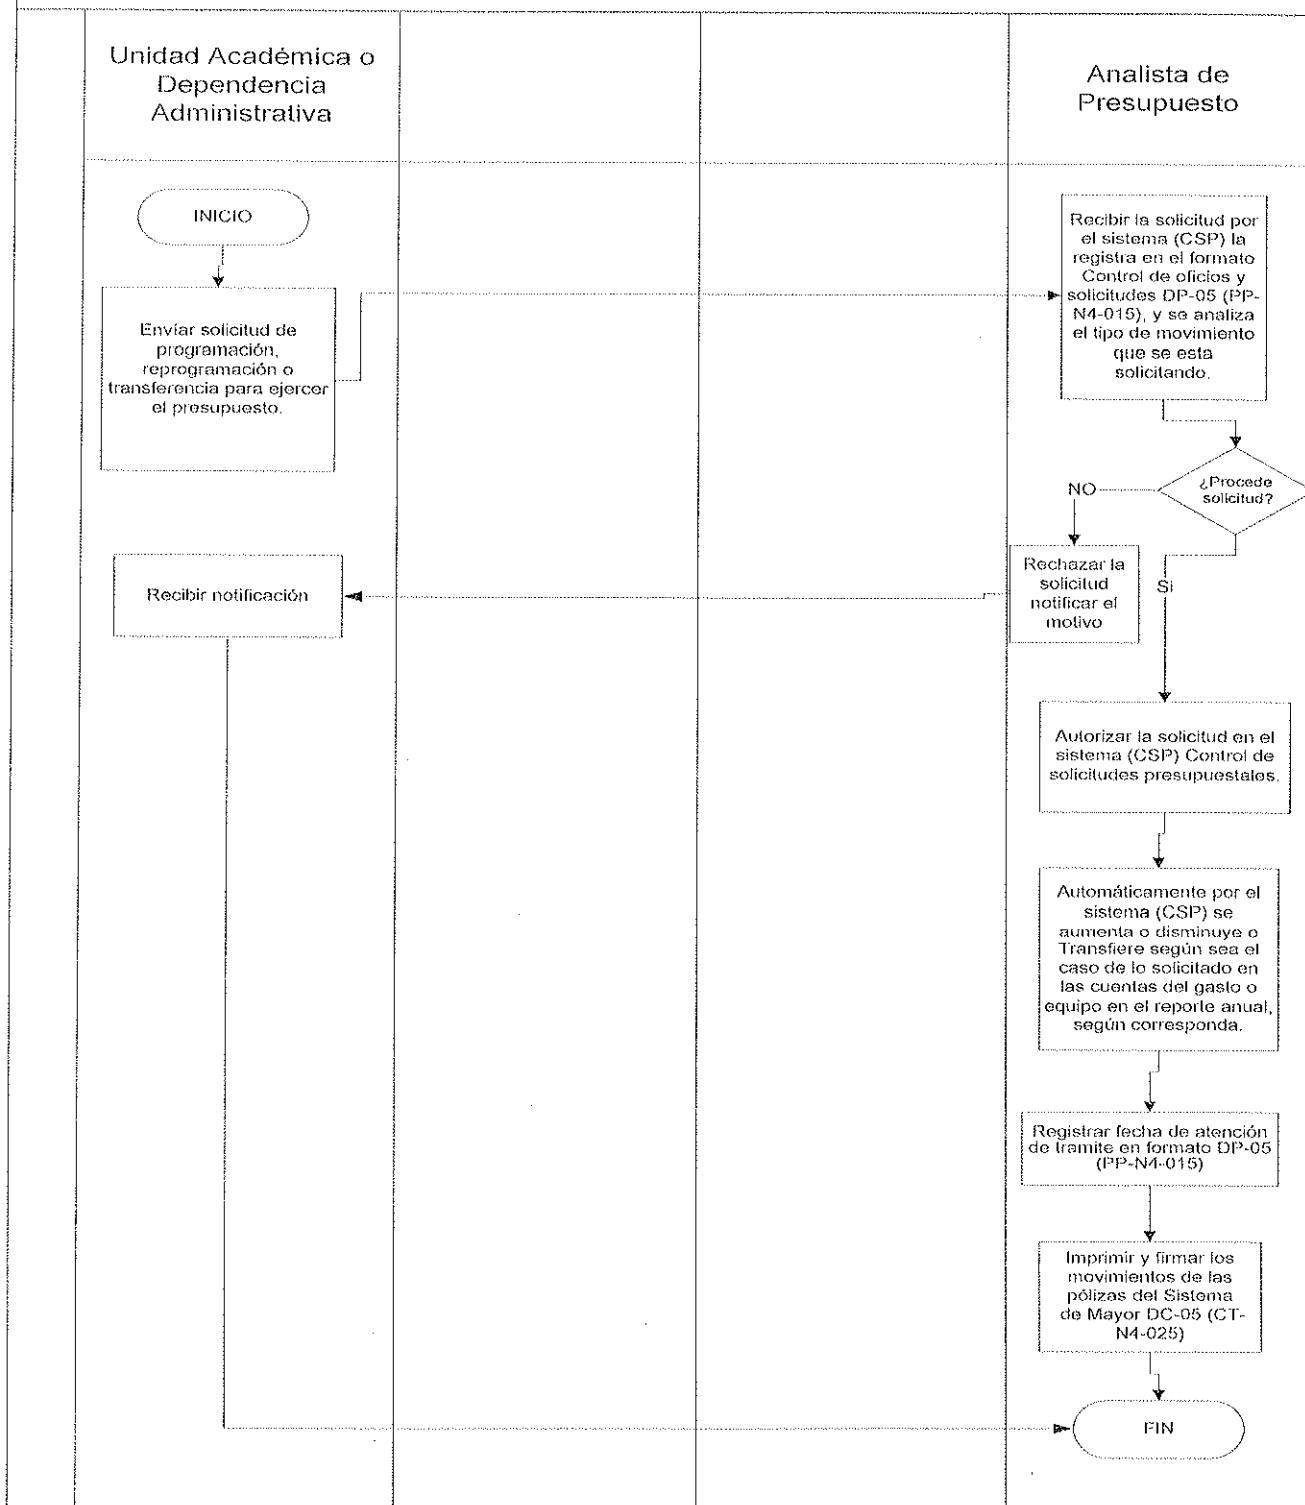 Unidad Académica o
Dependencia
Administrativa
Analista de
Presupuesto
INICIO
Enviar solicitud de
programación,
reprogramación o
transferencia para ejercer
el presupuesto.
Recibir la solicitud por
el sistema (CSP) la
registra en el formato
Control de oficios y
solicitudes DP-05 (PP-
N4-015), y se analiza
el tipo de movimiento
que se esta
solicitando.
¿Procede
solicitud?
NO
Si
Rechazar la
solicitud
notificar el
motivo
Recibir notificación
Autorizar la solicitud en el
sistema (CSP) Control de
solicitudes presupuestales.
Automáticamente por el
sistema (CSP) se
aumenta o disminuye o
Transfiere según sea el
caso de lo solicitado en
las cuentas del gasto o
equipo en el reporte anual,
según corresponda.
Registrar fecha de atención
de tramite en formato DP-05
(PP-N4-015)
Imprimir y firmar los
movimientos de las
pólizas del Sistema
de Mayor DC-05 (CT-
N4-025)
FIN